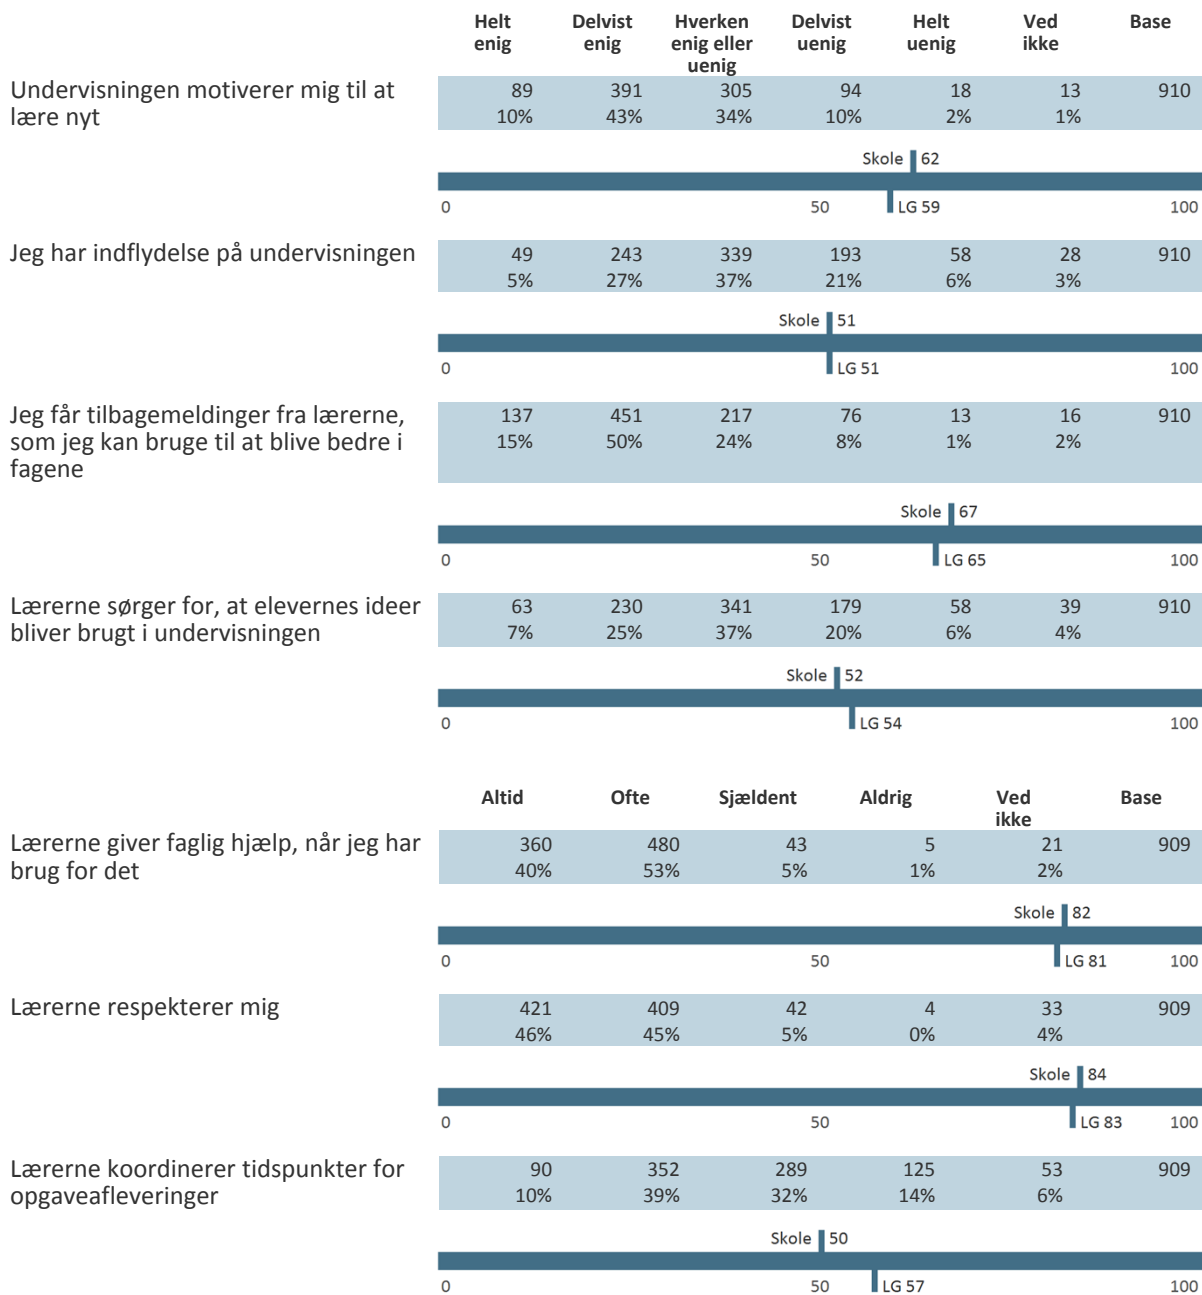 Helt enig Delvist enig Hverken enig eller uenig Delvist uenig Helt uenig Ved ikke Base
Undervisningen motiverer mig til at lære nyt
89 391 305 94 18 13 910
10% 43% 34% 10% 2% 1%
Skole 62
0 50 LG 59 100
Jeg har indflydelse på undervisningen
49 243 339 193 58 28 910
5% 27% 37% 21% 6% 3%
Skole 51
0 LG 51 100
Jeg får tilbagemeldinger fra lærerne, som jeg kan bruge til at blive bedre i fagene
137 451 217 76 13 16 910
15% 50% 24% 8% 1% 2%
Skole 67
0 50 LG 65 100
Lærerne sørger for, at elevernes ideer bliver brugt i undervisningen
63 230 341 179 58 39 910
7% 25% 37% 20% 6% 4%
Skole 52
0 LG 54 100
Altid Ofte Sjældent Aldrig Ved ikke Base
Lærerne giver faglig hjælp, når jeg har brug for det
360 480 43 5 21 909
40% 53% 5% 1% 2%
Skole 82
0 50 LG 81 100
Lærerne respekterer mig
421 409 42 4 33 909
46% 45% 5% 0% 4%
Skole 84
0 50 LG 83 100
Lærerne koordinerer tidspunkter for opgaveafleveringer
90 352 289 125 53 909
10% 39% 32% 14% 6%
Skole 50
0 50 LG 57 100